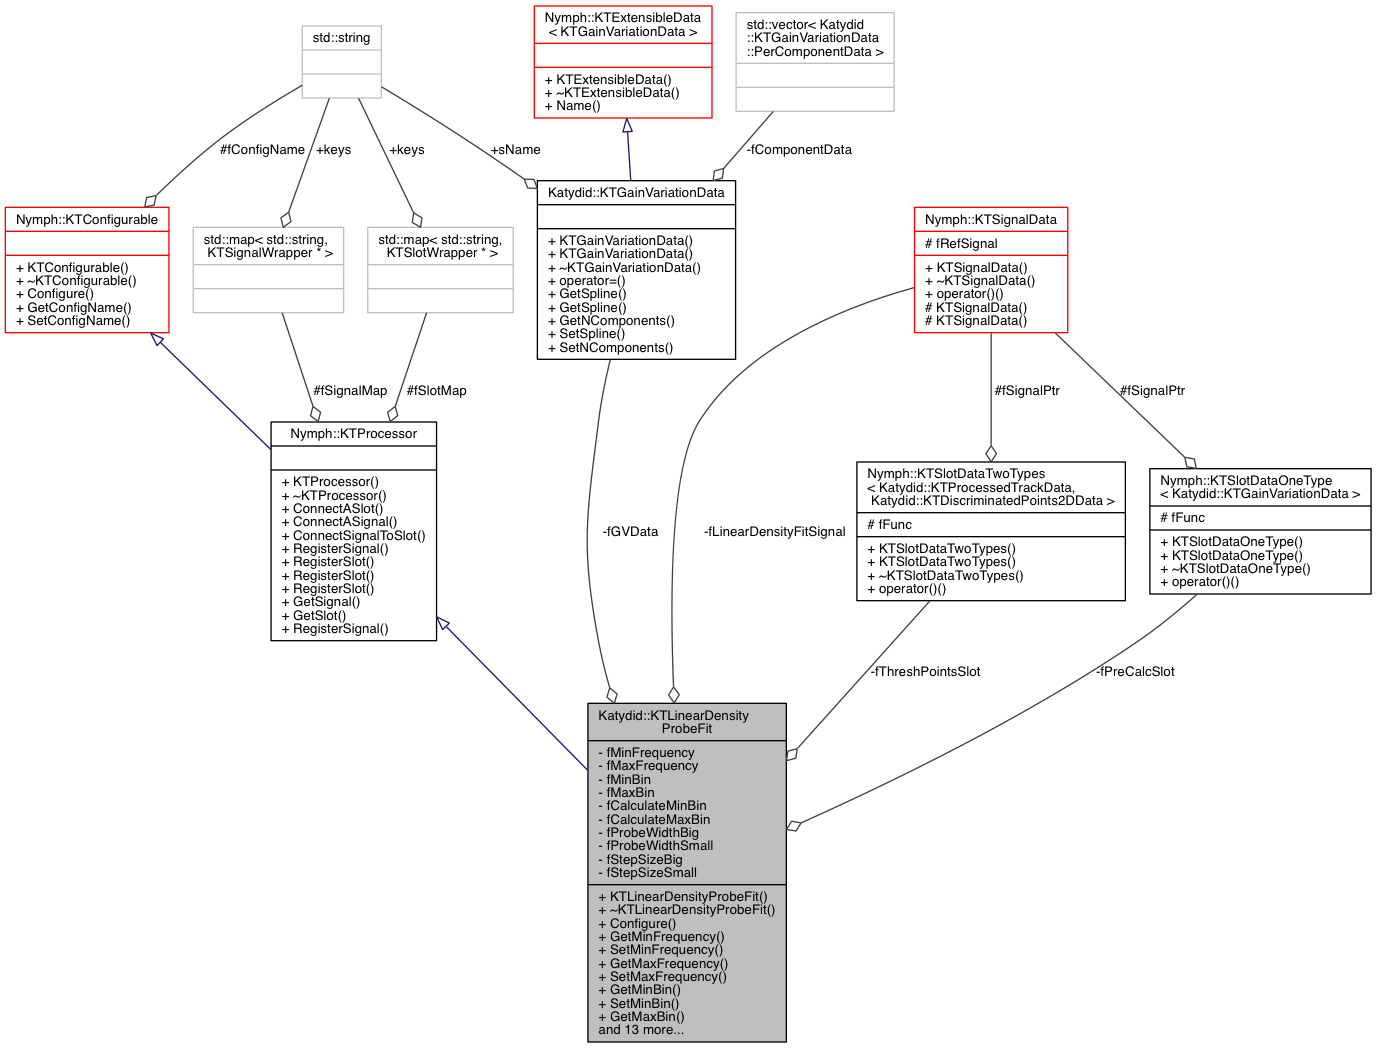 std::string
Nymph::KTExtensibleData
< KTGainVariationData >
+ KTExtensibleData()
+ ~KTExtensibleData()
+ Name()
std::vector< Katydid
::KTGainVariationData
::PerComponentData >
#fConfigName
+keys
+keys
+sName
-fComponentData
Nymph::KTConfigurable
+ KTConfigurable()
+ ~KTConfigurable()
+ Configure()
+ GetConfigName()
+ SetConfigName()
std::map< std::string,
KTSignalWrapper * >
std::map< std::string,
KTSlotWrapper * >
Katydid::KTGainVariationData
+ KTGainVariationData()
+ KTGainVariationData()
+ ~KTGainVariationData()
+ operator=()
+ GetSpline()
+ GetSpline()
+ GetNComponents()
+ SetSpline()
+ SetNComponents()
Nymph::KTSignalData
# fRefSignal
+ KTSignalData()
+ ~KTSignalData()
+ operator()()
# KTSignalData()
# KTSignalData()
#fSignalMap
#fSlotMap
#fSignalPtr
#fSignalPtr
Nymph::KTProcessor
+ KTProcessor()
+ ~KTProcessor()
+ ConnectASlot()
+ ConnectASignal()
+ ConnectSignalToSlot()
+ RegisterSignal()
+ RegisterSlot()
+ RegisterSlot()
+ RegisterSlot()
+ GetSignal()
+ GetSlot()
+ RegisterSignal()
Nymph::KTSlotDataTwoTypes
< Katydid::KTProcessedTrackData,
Katydid::KTDiscriminatedPoints2DData >
# fFunc
+ KTSlotDataTwoTypes()
+ KTSlotDataTwoTypes()
+ ~KTSlotDataTwoTypes()
+ operator()()
Nymph::KTSlotDataOneType
< Katydid::KTGainVariationData >
# fFunc
+ KTSlotDataOneType()
+ KTSlotDataOneType()
+ ~KTSlotDataOneType()
+ operator()()
-fGVData
-fLinearDensityFitSignal
-fThreshPointsSlot
-fPreCalcSlot
Katydid::KTLinearDensity
ProbeFit
- fMinFrequency
- fMaxFrequency
- fMinBin
- fMaxBin
- fCalculateMinBin
- fCalculateMaxBin
- fProbeWidthBig
- fProbeWidthSmall
- fStepSizeBig
- fStepSizeSmall
+ KTLinearDensityProbeFit()
+ ~KTLinearDensityProbeFit()
+ Configure()
+ GetMinFrequency()
+ SetMinFrequency()
+ GetMaxFrequency()
+ SetMaxFrequency()
+ GetMinBin()
+ SetMinBin()
+ GetMaxBin()
and 13 more...